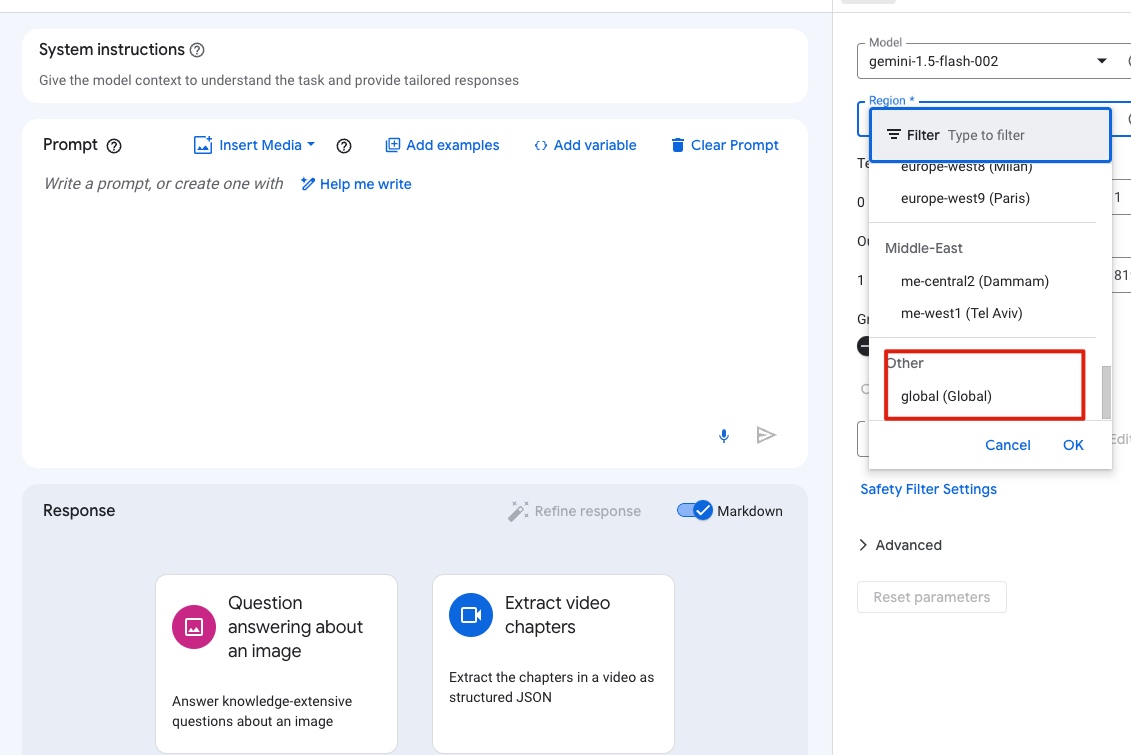 System instructions
Give the model context to understand the task and provide tailored responses
Prompt
Insert Media
Add examples
Add variable
Clear Prompt
Write a prompt, or create one with
Help me write
Response
Refine response
Markdown
Question
answering about
an image
Answer knowledge-extensive
questions about an image
Extract video
chapters
Extract the chapters in a video as
structured JSON
Model
gemini-1.5-flash-002
Region *
Filter Type to filter
europe-west8 (Milan)
europe-west9 (Paris)
Te
0
1
Middle-East
Ou
me-central2 (Dammam)
1
819
me-west1 (Tel Aviv)
Gr
Other
global (Global)
Cancel
OK
Edit
Safety Filter Settings
Advanced
Reset parameters